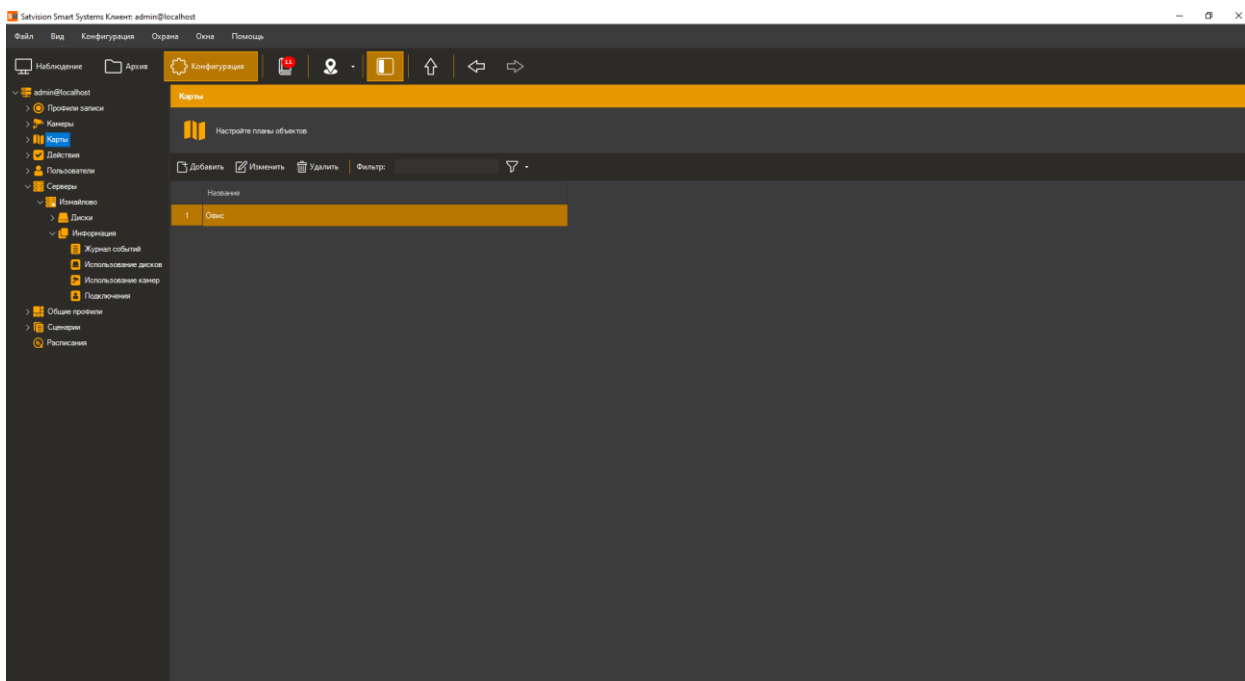 Satvision Smart Systems Клиент: admin@localhost
Файл Вид Конфигурация Охрана Окна Помощь
Наблюдение Архив Конфигурация 11
admin@localhost
Профили записи
Камеры
Карты
Действия
Пользователи
Серверы
Измайлово
Диски
Информация
Журнал событий
Использование дисков
Использование камер
Подключения
Общие профили
Сценарии
Расписания
Карты
Настройте планы объектов
Добавить Изменить Удалить Фильтр:
Название
1 Офис